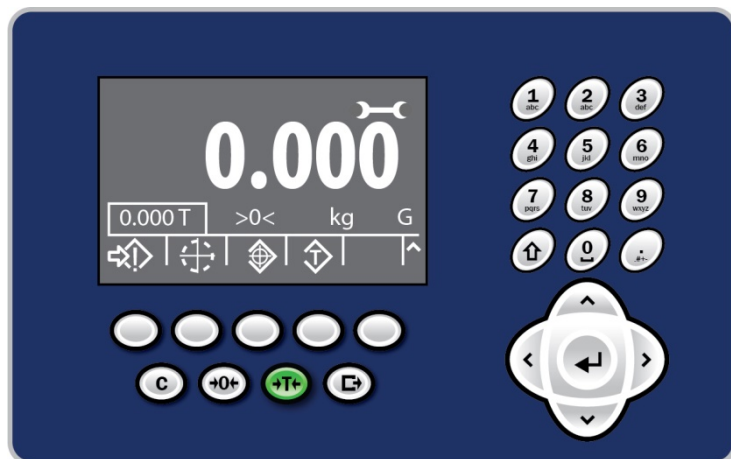 0.000
0.000 T >0< kg G
T
1 2 3
abc abc def
4 5 6
ghi jkl mno
7 8 9
pqrs tuv wxyz
0 .
#+-
C →0← →T←